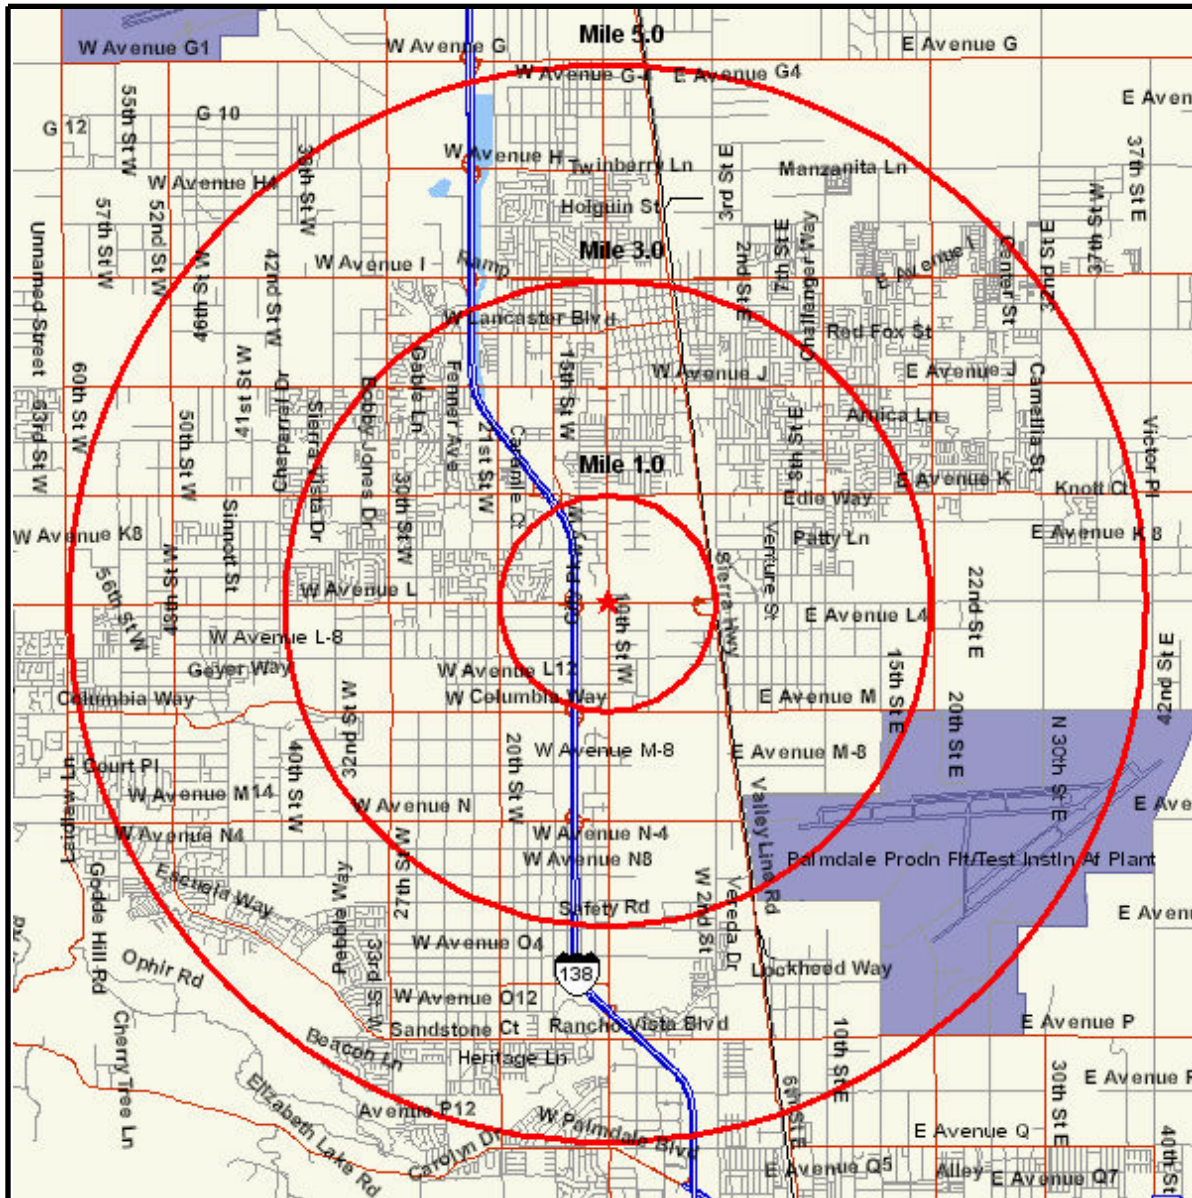 Mile 5.0
W Avenue G1
W Avenue G
E Avenue G
W Avenue G-4
E Avenue G4
E Aven
55th St W
G 10
G 12
W Avenue H
Twinberry Ln
3rd St E
Manzanita Ln
37th St E
W Avenue H4
Holguin St
37th St W
57th St W
52nd St W
Unnamed Street
Mile 3.0
W Avenue I
Ramp
2nd St E
7th St E
Challenger Way
E Avenue I
Center St
32nd St E
42nd St W
46th St W
W Lancaster Blvd
Red Fox St
60th St W
41st St W
Gable Ln
Fenner Ave
15th St W
W Avenue J
E Avenue J
Camellia St
63rd St W
50th St W
Sierra Vista Dr
Bobby Jones Dr
21st St W
8th St E
Arnica Ln
Victor Pl
Mile 1.0
30th St W
Edie Way
E Avenue K
Knott Ct
W Avenue K8
Sinnott St
Venture St
Patty Ln
E Avenue K 8
56th St W
48th St W
W Avenue L
10th St W
Sierra Hwy
E Avenue L4
22nd St E
W Avenue L-8
Geyer Way
W Avenue L12
15th St E
42nd St E
Columbia Way
W Columbia Way
E Avenue M
32nd St W
20th St E
N 30th St E
Court Pl
40th St W
20th St W
W Avenue M-8
E Avenue M-8
W Avenue M14
W Avenue N
Valley Line Rd
E Ave
W Avenue N4
W Avenue N-4
W Avenue N8
Palmdale Prodn Flt/Test Instln Af Plant
Godde Hill Rd
Escuela Way
Pebble Way
27th St W
Safety Rd
W 2nd St
Vereda Dr
E Avenu
W Avenue O4
Ophir Rd
W 33rd St
138
Lockheed Way
W Avenue O12
Sandstone Ct
Rancho Vista Blvd
E Avenue P
Cherry Tree Ln
Beacon Ln
Heritage Ln
10th St E
30th St E
Elizabeth Lake Rd
Avenue P12
W Palmdale Blvd
6th St E
E Avenue P
E Avenue Q
Carolyn Dr
E Avenue Q5
Alley
E Avenue Q7
40th St